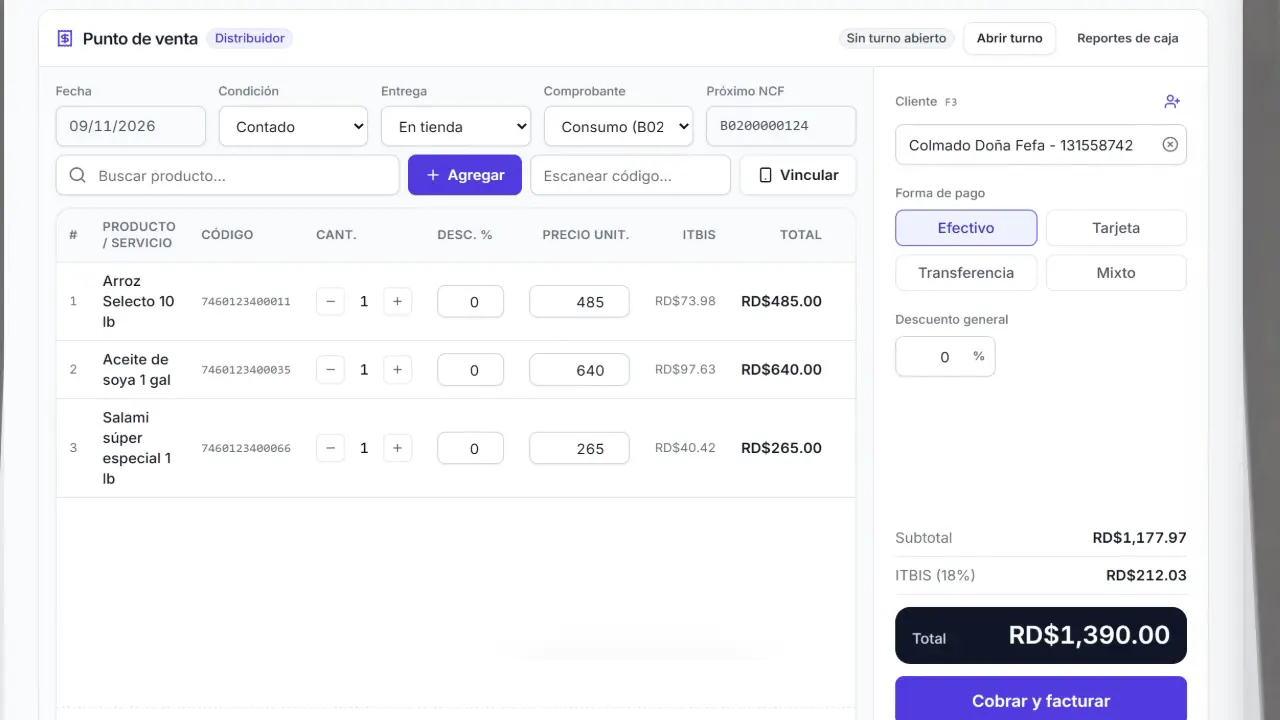 Punto de venta Distribuidor Sin turno abierto Abrir turno Reportes de caja
Fecha Condición Entrega Comprobante Próximo NCF
09/11/2026 Contado En tienda Consumo (B02 B0200000124
Buscar producto... + Agregar Escanear código... Vincular
# PRODUCTO / SERVICIO CÓDIGO CANT. DESC. % PRECIO UNIT. ITBIS TOTAL
1 Arroz Selecto 10 lb 7460123400011 − 1 + 0 485 RD$73.98 RD$485.00
2 Aceite de soya 1 gal 7460123400035 − 1 + 0 640 RD$97.63 RD$640.00
3 Salami súper especial 1 lb 7460123400066 − 1 + 0 265 RD$40.42 RD$265.00
Cliente F3
Colmado Doña Fefa - 131558742
Forma de pago
Efectivo Tarjeta
Transferencia Mixto
Descuento general
0 %
Subtotal RD$1,177.97
ITBIS (18%) RD$212.03
Total RD$1,390.00
Cobrar y facturar